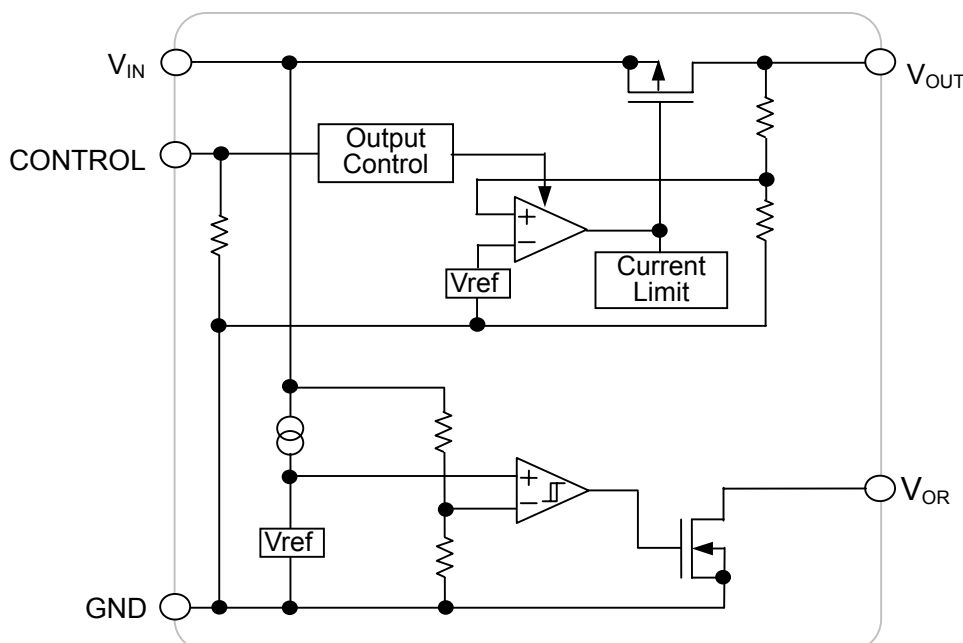 V_IN
V_OUT
CONTROL
Output
Control
+
−
Vref
Current
Limit
+
−
Vref
V_OR
GND